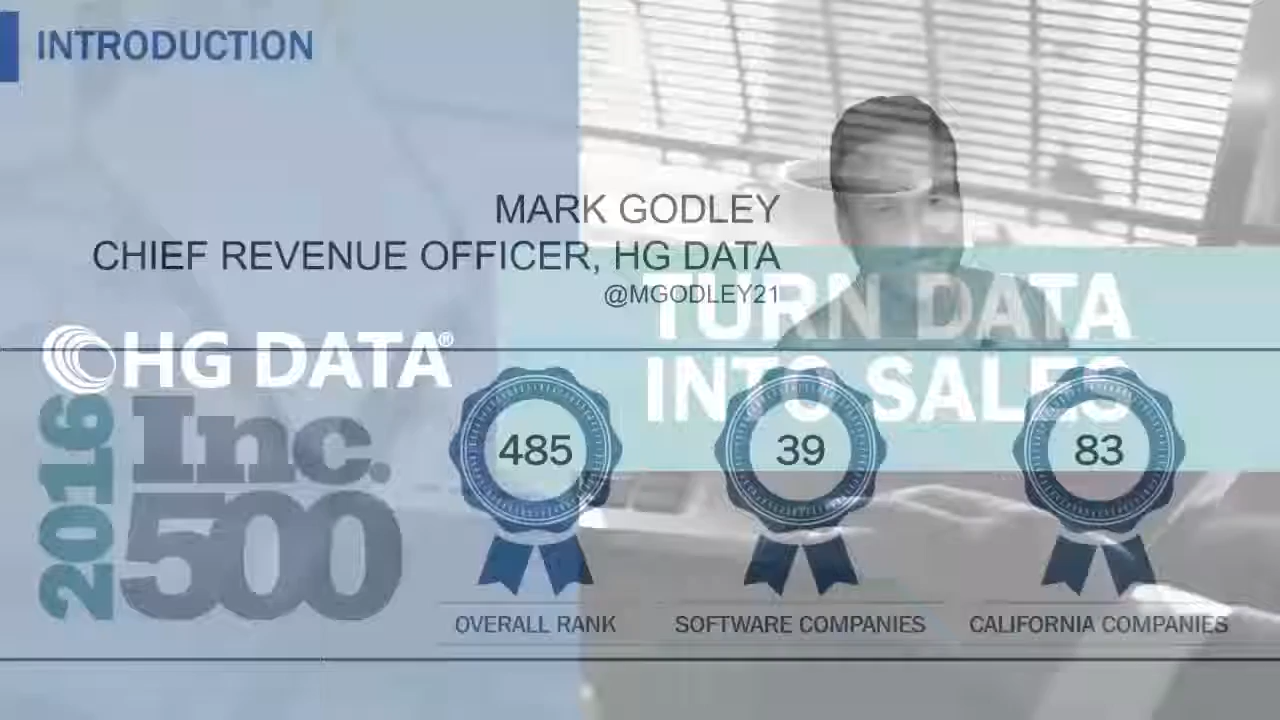 INTRODUCTION
MARK GODLEY
CHIEF REVENUE OFFICER, HG DATA
@MGODLEY21
TURN DATA
INTO SALES
HG DATA®
2016
Inc.
500
485
39
83
OVERALL RANK
SOFTWARE COMPANIES
CALIFORNIA COMPANIES